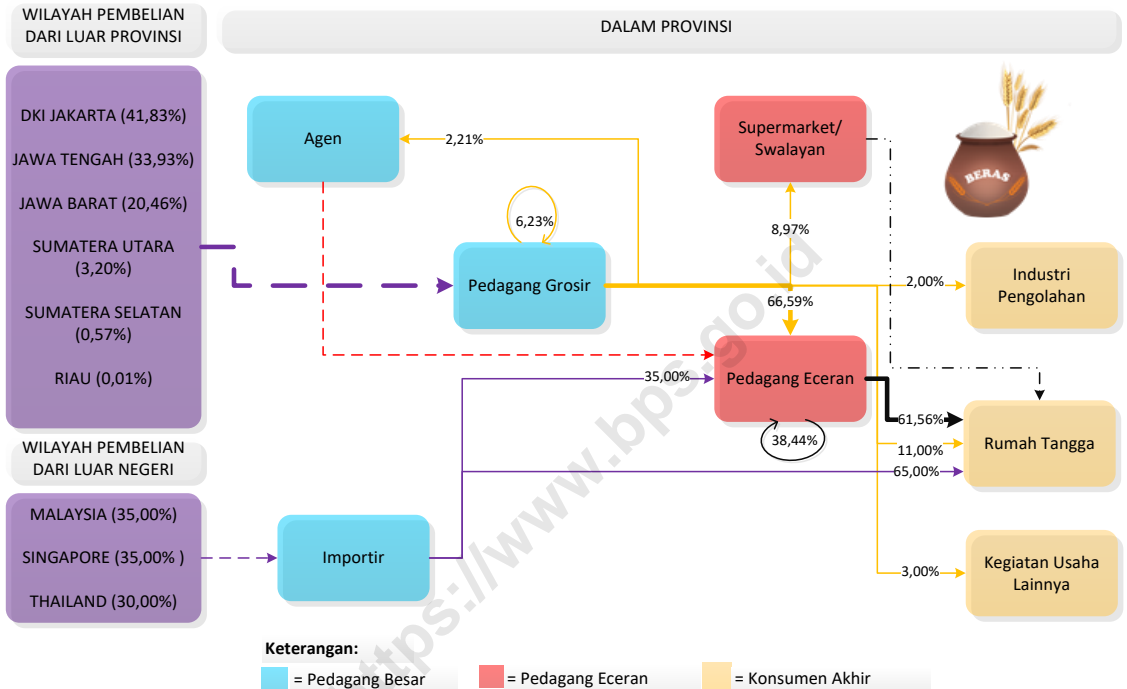 WILAYAH PEMBELIAN
DARI LUAR PROVINSI
DALAM PROVINSI
DKI JAKARTA (41,83%)
JAWA TENGAH (33,93%)
JAWA BARAT (20,46%)
SUMATERA UTARA
(3,20%)
SUMATERA SELATAN
(0,57%)
RIAU (0,01%)
Agen
2,21%
Supermarket/
Swalayan
BERAS
6,23%
8,97%
Pedagang Grosir
66,59%
2,00%
Industri
Pengolahan
35,00%
Pedagang Eceran
38,44%
61,56%
11,00%
65,00%
Rumah Tangga
WILAYAH PEMBELIAN
DARI LUAR NEGERI
MALAYSIA (35,00%)
SINGAPORE (35,00% )
THAILAND (30,00%)
Importir
3,00%
Kegiatan Usaha
Lainnya
Keterangan:
= Pedagang Besar
= Pedagang Eceran
= Konsumen Akhir
https://www.bps.go.id